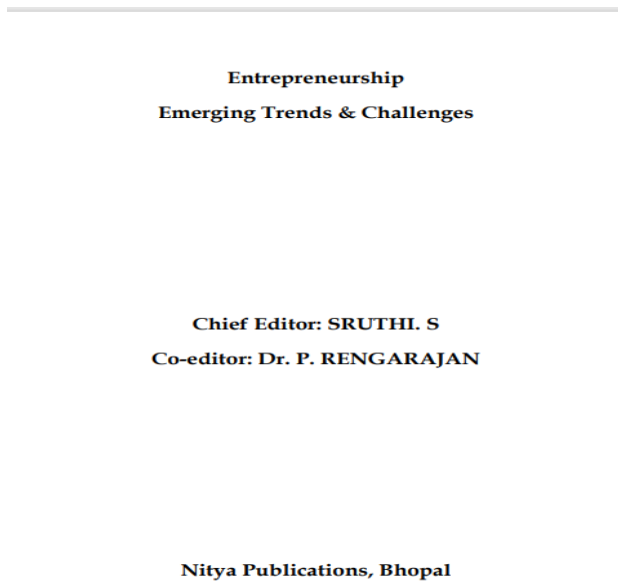 Entrepreneurship
Emerging Trends & Challenges
Chief Editor: SRUTHI. S
Co-editor: Dr. P. RENGARAJAN
Nitya Publications, Bhopal